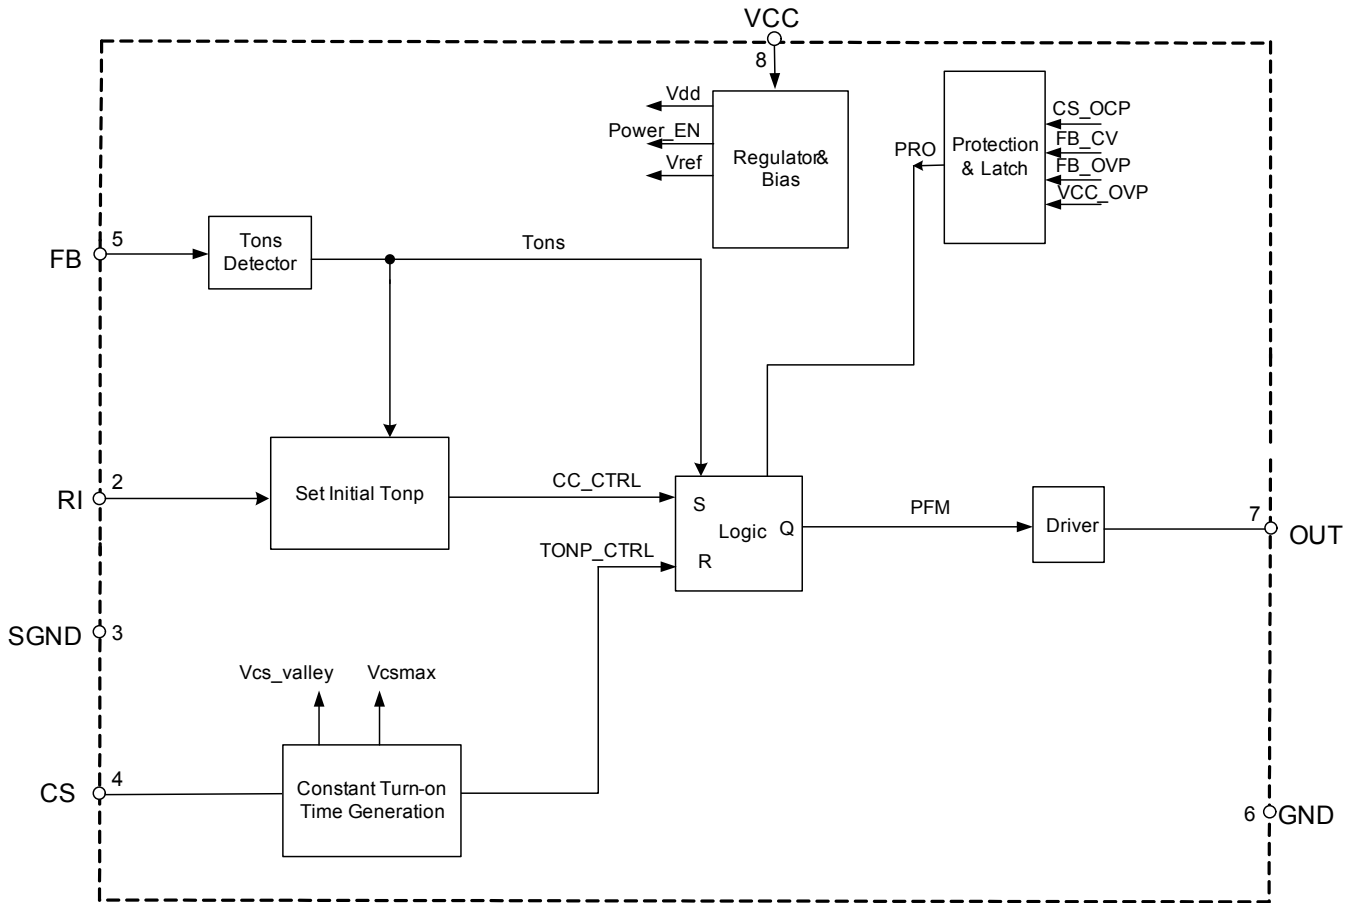 VCC
8
Vdd
Power_EN
Vref
Regulator&
Bias
PRO
Protection
& Latch
CS_OCP
FB_CV
FB_OVP
VCC_OVP
FB
5
Tons
Detector
Tons
RI
2
Set Initial Tonp
CC_CTRL
TONP_CTRL
S
Logic
Q
R
PFM
Driver
7
OUT
SGND
3
Vcs_valley
Vcsmax
CS
4
Constant Turn-on
Time Generation
6
GND